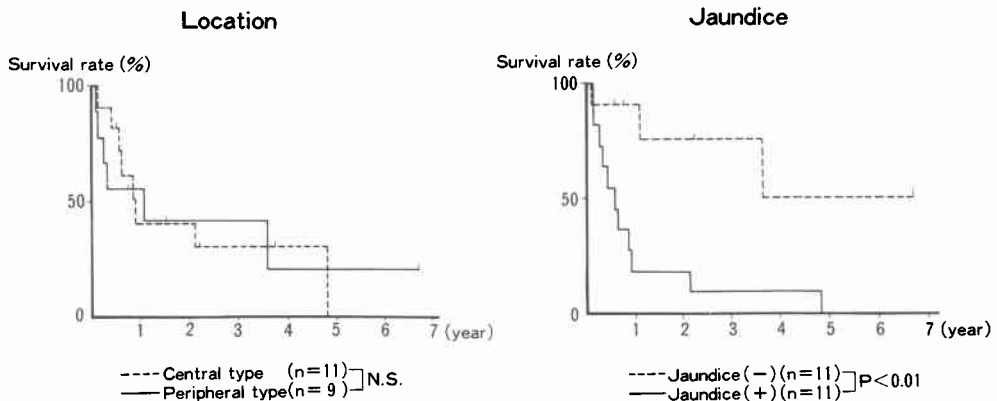 Location
Survival rate (%)
100
50
0
1 2 3 4 5 6 7 (year)
---- Central type (n=11)
—— Peripheral type (n= 9 )
N.S.
Jaundice
Survival rate (%)
100
50
0
1 2 3 4 5 6 7 (year)
---- Jaundice (−) (n=11)
—— Jaundice (+) (n=11)
P<0.01